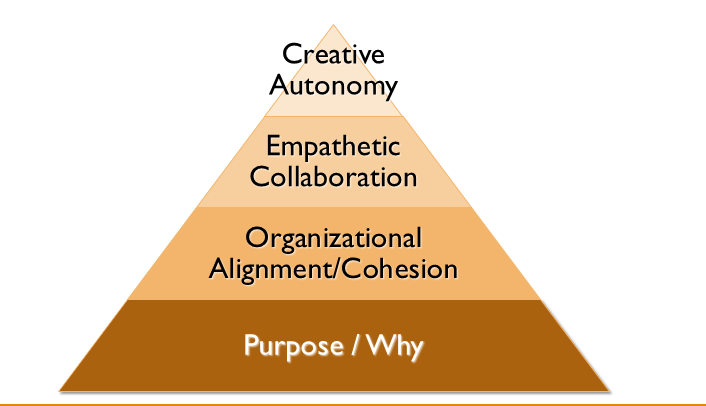 Creative
Autonomy
Empathetic
Collaboration
Organizational
Alignment/Cohesion
Purpose / Why